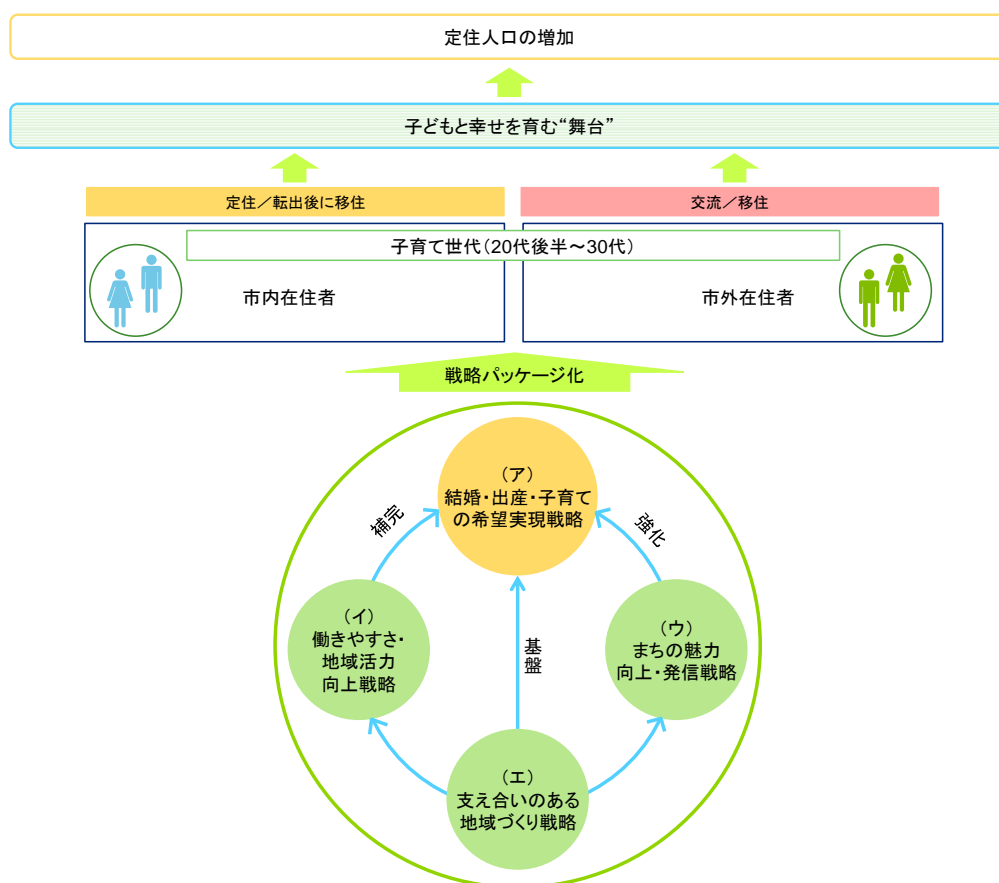 定住人口の増加
子どもと幸せを育む“舞台”
定住／転出後に移住
交流／移住
子育て世代（20代後半～30代）
市内在住者
市外在住者
戦略パッケージ化
（ア）
結婚・出産・子育て
の希望実現戦略
補完
強化
（イ）
働きやすさ・
地域活力
向上戦略
基盤
（ウ）
まちの魅力
向上・発信戦略
（エ）
支え合いのある
地域づくり戦略